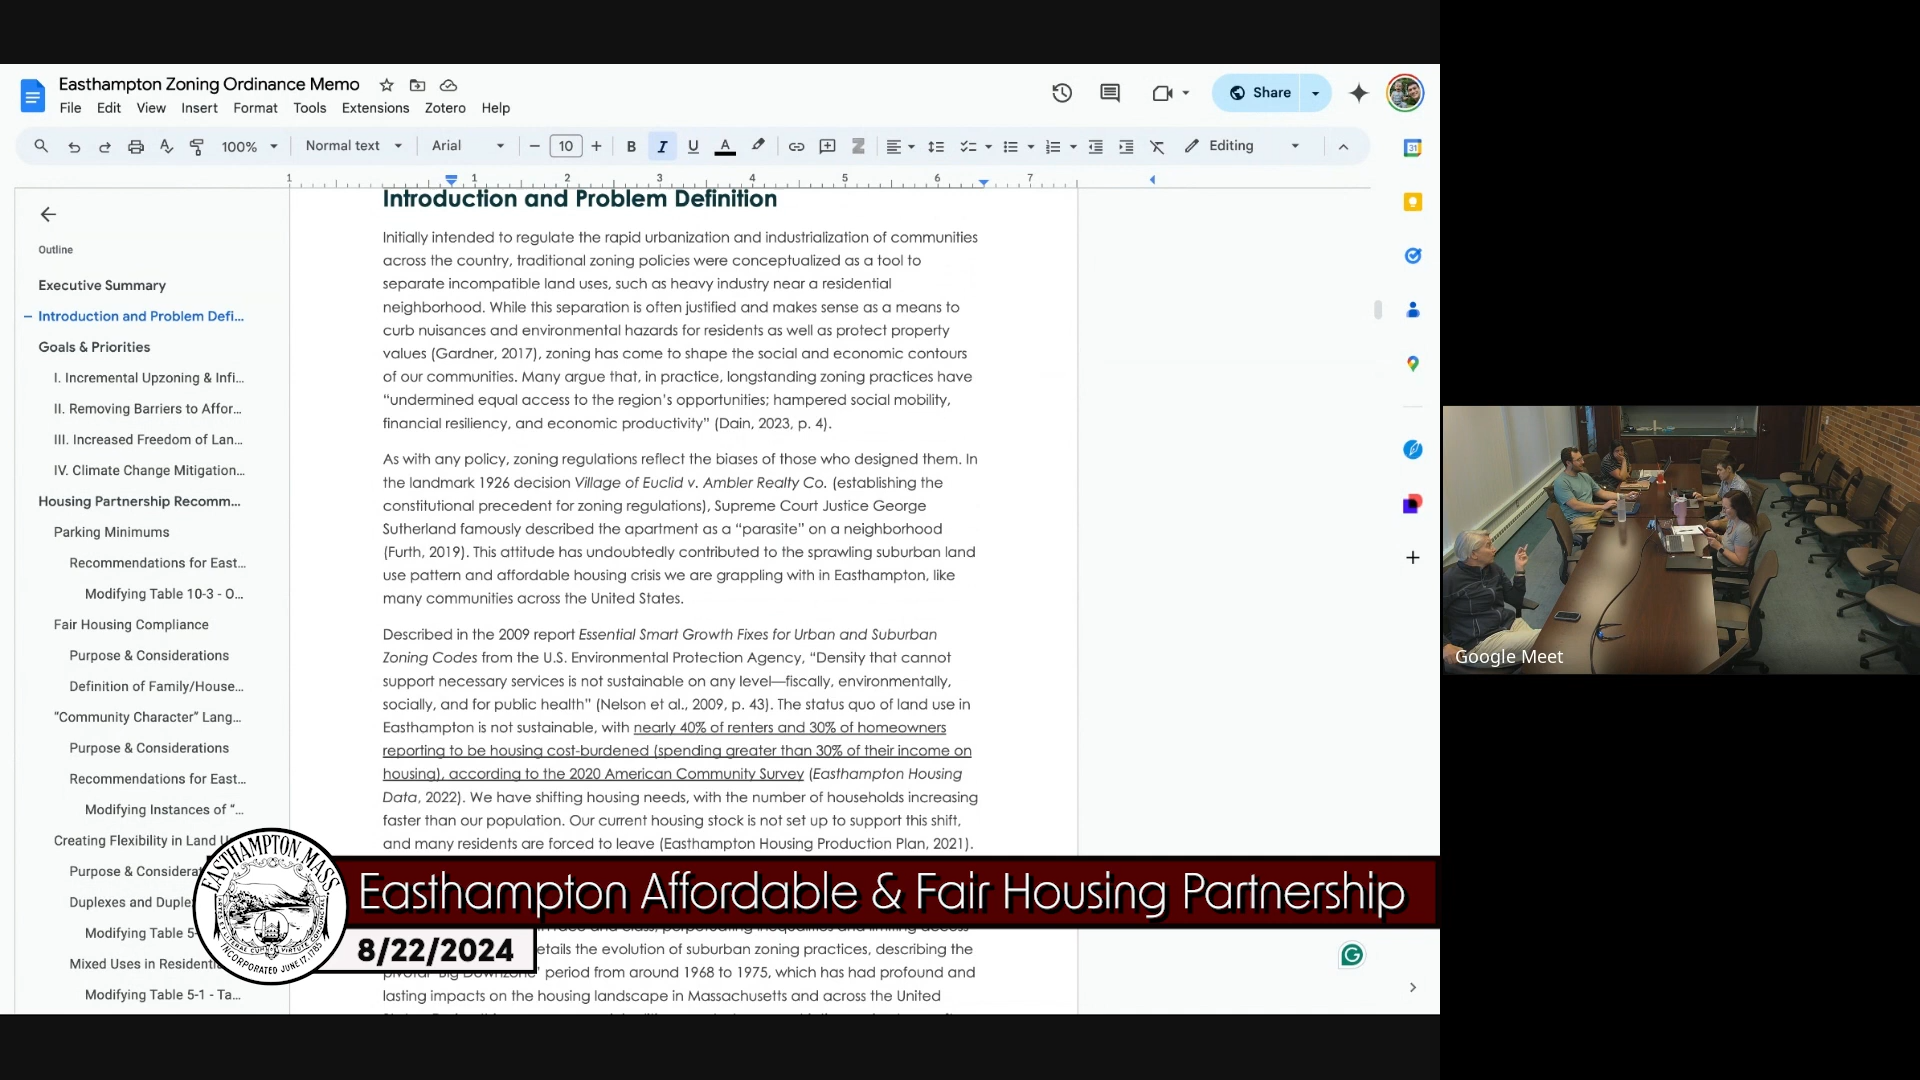 Easthampton Zoning Ordinance Memo
File Edit View Insert Format Tools Extensions Zotero Help
Share
100% Normal text Arial 10 B I U A Editing
1 1 2 3 4 5 6 7
Outline
Executive Summary
Introduction and Problem Defi...
Goals & Priorities
I. Incremental Upzoning & Infi...
II. Removing Barriers to Affor...
III. Increased Freedom of Lan...
IV. Climate Change Mitigation...
Housing Partnership Recomm...
Parking Minimums
Recommendations for East...
Modifying Table 10-3 - O...
Fair Housing Compliance
Purpose & Considerations
Definition of Family/House...
“Community Character” Lang...
Purpose & Considerations
Recommendations for East...
Modifying Instances of “...
Creating Flexibility in Land U
Purpose & Considera
Duplexes and Duple
Modifying Table 5-
Mixed Uses in Residenti
Modifying Table 5-1 - Ta...
Introduction and Problem Definition
Initially intended to regulate the rapid urbanization and industrialization of communities
across the country, traditional zoning policies were conceptualized as a tool to
separate incompatible land uses, such as heavy industry near a residential
neighborhood. While this separation is often justified and makes sense as a means to
curb nuisances and environmental hazards for residents as well as protect property
values (Gardner, 2017), zoning has come to shape the social and economic contours
of our communities. Many argue that, in practice, longstanding zoning practices have
“undermined equal access to the region’s opportunities; hampered social mobility,
financial resiliency, and economic productivity” (Dain, 2023, p. 4).
As with any policy, zoning regulations reflect the biases of those who designed them. In
the landmark 1926 decision Village of Euclid v. Ambler Realty Co. (establishing the
constitutional precedent for zoning regulations), Supreme Court Justice George
Sutherland famously described the apartment as a “parasite” on a neighborhood
(Furth, 2019). This attitude has undoubtedly contributed to the sprawling suburban land
use pattern and affordable housing crisis we are grappling with in Easthampton, like
many communities across the United States.
Described in the 2009 report Essential Smart Growth Fixes for Urban and Suburban
Zoning Codes from the U.S. Environmental Protection Agency, “Density that cannot
support necessary services is not sustainable on any level—fiscally, environmentally,
socially, and for public health” (Nelson et al., 2009, p. 43). The status quo of land use in
Easthampton is not sustainable, with nearly 40% of renters and 30% of homeowners
reporting to be housing cost-burdened (spending greater than 30% of their income on
housing), according to the 2020 American Community Survey (Easthampton Housing
Data, 2022). We have shifting housing needs, with the number of households increasing
faster than our population. Our current housing stock is not set up to support this shift,
and many residents are forced to leave (Easthampton Housing Production Plan, 2021).
etails the evolution of suburban zoning practices, describing the
period from around 1968 to 1975, which has had profound and
lasting impacts on the housing landscape in Massachusetts and across the United
EASTHAMPTON MASS.
INCORPORATED JUNE 17, 1785
Easthampton Affordable & Fair Housing Partnership
8/22/2024
Google Meet
31